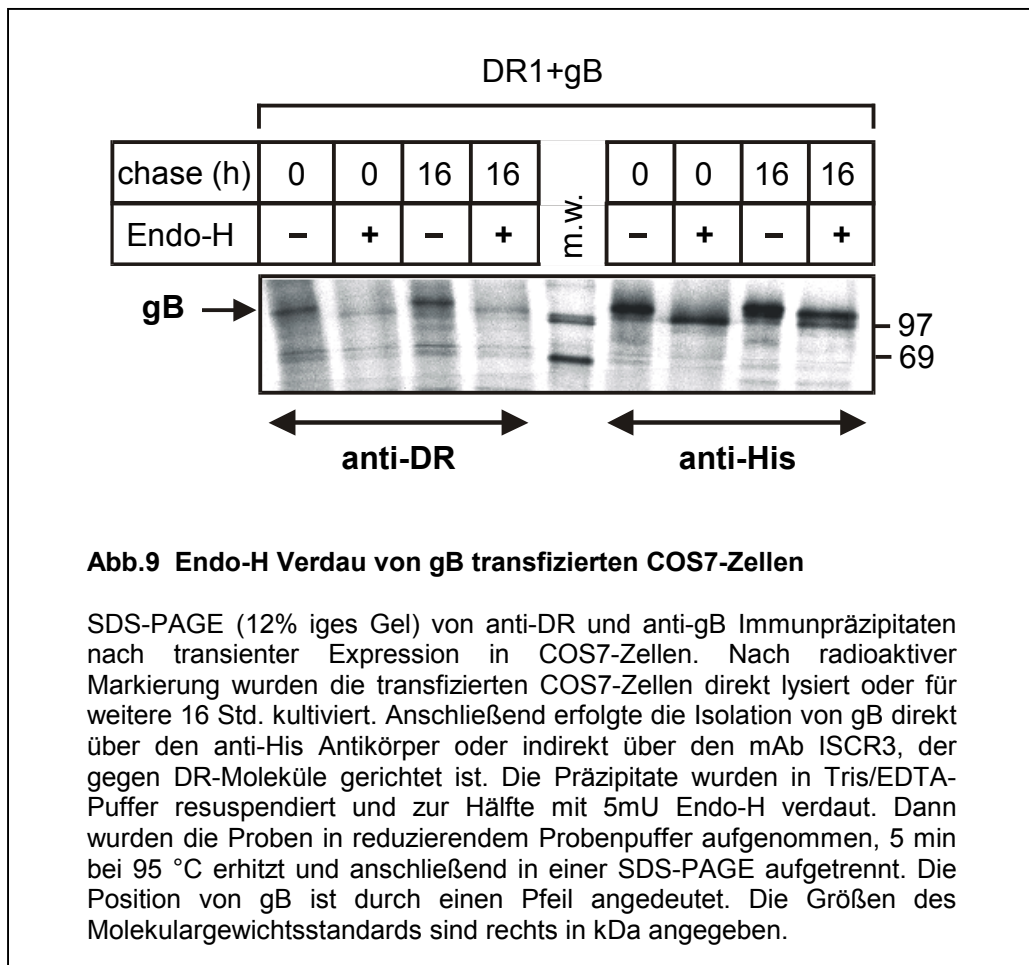 DR1+gB
chase (h) 0 0 16 16 m.w. 0 0 16 16
Endo-H – + – + – + – +
gB
97
69
anti-DR anti-His
Abb.9 Endo-H Verdau von gB transfizierten COS7-Zellen
SDS-PAGE (12% iges Gel) von anti-DR und anti-gB Immunpräzipitaten
nach transienter Expression in COS7-Zellen. Nach radioaktiver
Markierung wurden die transfizierten COS7-Zellen direkt lysiert oder für
weitere 16 Std. kultiviert. Anschließend erfolgte die Isolation von gB direkt
über den anti-His Antikörper oder indirekt über den mAb ISCR3, der
gegen DR-Moleküle gerichtet ist. Die Präzipitate wurden in Tris/EDTA-
Puffer resuspendiert und zur Hälfte mit 5mU Endo-H verdaut. Dann
wurden die Proben in reduzierendem Probenpuffer aufgenommen, 5 min
bei 95 °C erhitzt und anschließend in einer SDS-PAGE aufgetrennt. Die
Position von gB ist durch einen Pfeil angedeutet. Die Größen des
Molekulargewichtsstandards sind rechts in kDa angegeben.